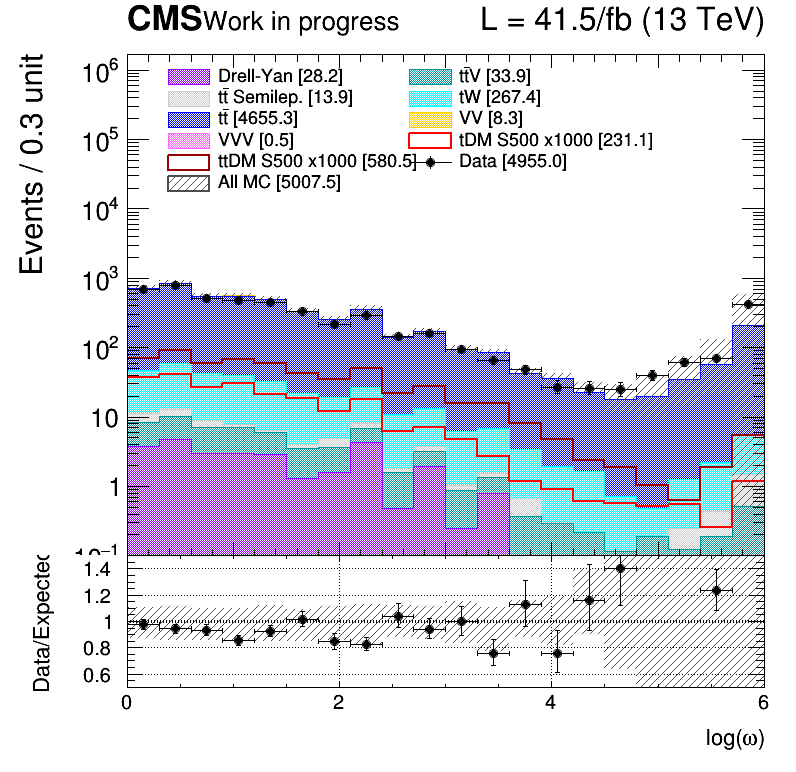 CMS Work in progress L = 41.5/fb (13 TeV)
Events / 0.3 unit
10⁶
10⁵
10⁴
10³
10²
10
1
10⁻¹
Drell-Yan [28.2] tt̄V [33.9]
tt̄ Semilep. [13.9] tW [267.4]
tt̄ [4655.3] VV [8.3]
VVV [0.5] tDM S500 x1000 [231.1]
ttDM S500 x1000 [580.5] Data [4955.0]
All MC [5007.5]
Data/Expected
1.4
1.2
1
0.8
0.6
0 2 4 6
log(ω)